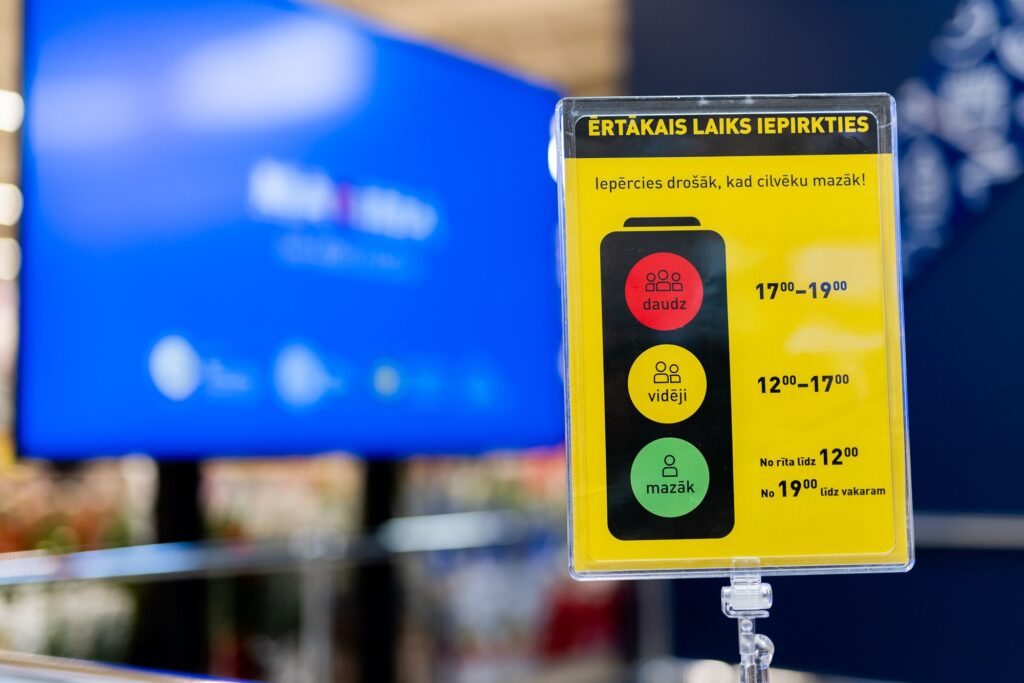 ĒRTĀKAIS LAIKS IEPIRKTIES
Iepērcies drošāk, kad cilvēku mazāk!
daudz 17⁰⁰–19⁰⁰
vidēji 12⁰⁰–17⁰⁰
mazāk No rīta līdz 12⁰⁰
No 19⁰⁰ līdz vakaram